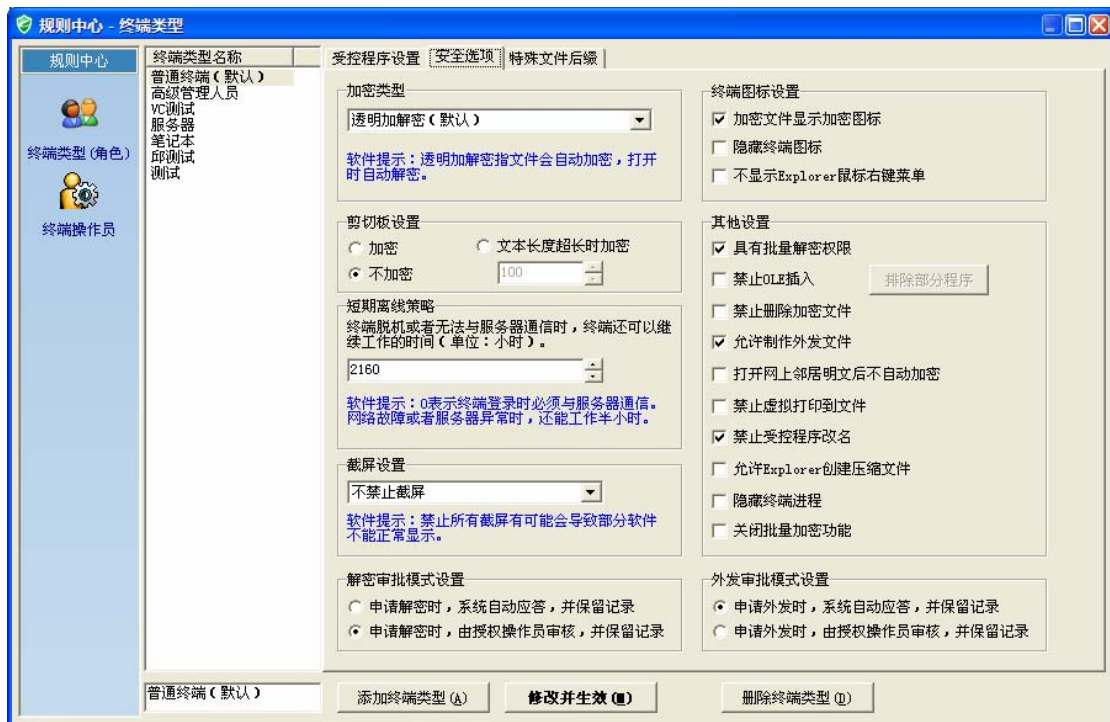 规则中心 - 终端类型
规则中心
终端类型(角色)
终端操作员
终端类型名称
普通终端(默认)
高级管理人员
VC测试
服务器
笔记本
邱测试
测试
普通终端(默认)
受控程序设置 安全选项 特殊文件后缀
加密类型
透明加解密(默认)
软件提示:透明加解密指文件会自动加密,打开
时自动解密。
剪切板设置
加密 文本长度超长时加密
不加密 100
短期离线策略
终端脱机或者无法与服务器通信时,终端还可以继
续工作的时间(单位:小时)。
2160
软件提示:0表示终端登录时必须与服务器通信。
网络故障或者服务器异常时,还能工作半小时。
截屏设置
不禁止截屏
软件提示:禁止所有截屏有可能会导致部分软件
不能正常显示。
解密审批模式设置
申请解密时,系统自动应答,并保留记录
申请解密时,由授权操作员审核,并保留记录
终端图标设置
加密文件显示加密图标
隐藏终端图标
不显示Explorer鼠标右键菜单
其他设置
具有批量解密权限
禁止OLE插入 排除部分程序
禁止删除加密文件
允许制作外发文件
打开网上邻居明文后不自动加密
禁止虚拟打印到文件
禁止受控程序改名
允许Explorer创建压缩文件
隐藏终端进程
关闭批量加密功能
外发审批模式设置
申请外发时,系统自动应答,并保留记录
申请外发时,由授权操作员审核,并保留记录
添加终端类型(A) 修改并生效(M) 删除终端类型(D)